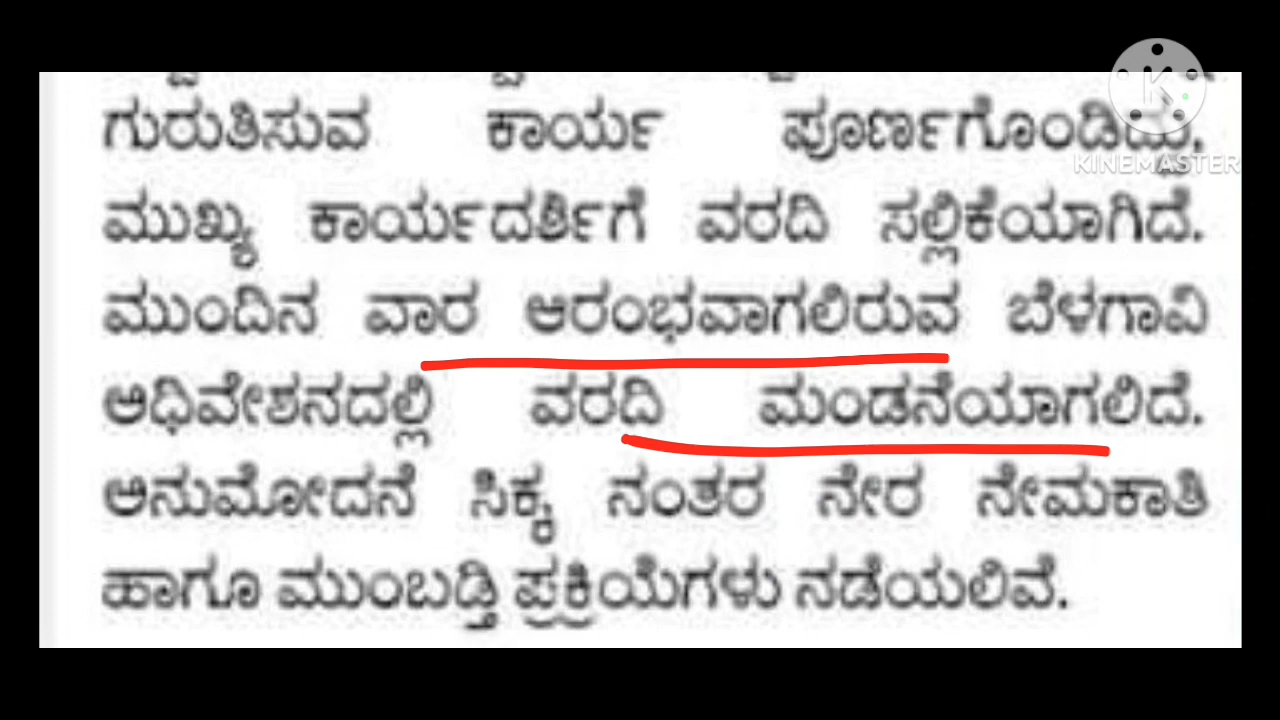 ಗುರುತಿಸುವ ಕಾರ್ಯ ಪೂರ್ಣಗೊಂಡಿದ್ದು,
ಮುಖ್ಯ ಕಾರ್ಯದರ್ಶಿಗೆ ವರದಿ ಸಲ್ಲಿಕೆಯಾಗಿದೆ.
ಮುಂದಿನ ವಾರ ಆರಂಭವಾಗಲಿರುವ ಬೆಳಗಾವಿ
ಅಧಿವೇಶನದಲ್ಲಿ ವರದಿ ಮಂಡನೆಯಾಗಲಿದೆ.
ಅನುಮೋದನೆ ಸಿಕ್ಕ ನಂತರ ನೇರ ನೇಮಕಾತಿ
ಹಾಗೂ ಮುಂಬಡ್ತಿ ಪ್ರಕ್ರಿಯೆಗಳು ನಡೆಯಲಿವೆ.
KINEMASTER